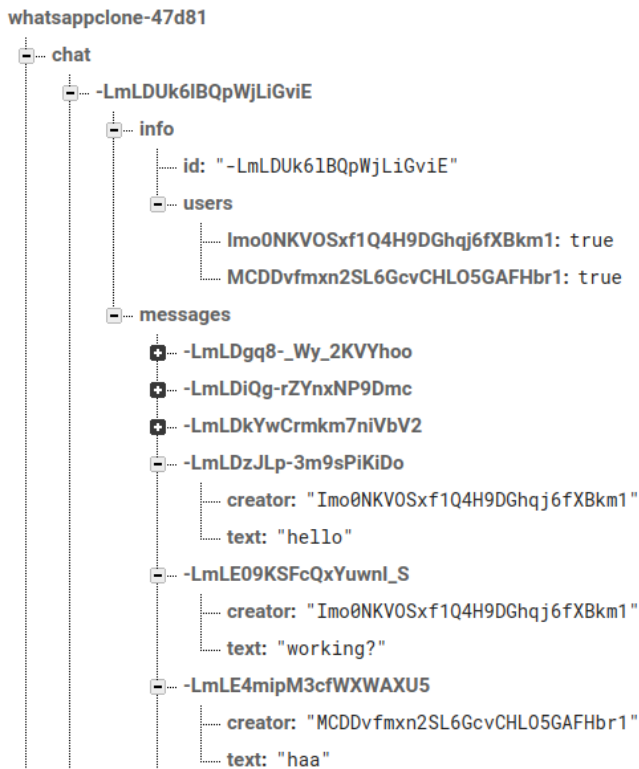 whatsappclone-47d81
chat
-LmLDUk6lBQpWjLiGviE
info
id: "-LmLDUk6lBQpWjLiGviE"
users
Imo0NKVOSxf1Q4H9DGhqj6fXBkm1: true
MCDDvfmxn2SL6GcvCHLO5GAFHbr1: true
messages
-LmLDgq8-_Wy_2KVYhoo
-LmLDiQg-rZYnxNP9Dmc
-LmLDkYwCrmkm7niVbV2
-LmLDzJLp-3m9sPiKiDo
creator: "Imo0NKVOSxf1Q4H9DGhqj6fXBkm1"
text: "hello"
-LmLE09KSFcQxYuwnI_S
creator: "Imo0NKVOSxf1Q4H9DGhqj6fXBkm1"
text: "working?"
-LmLE4mipM3cfWXWAXU5
creator: "MCDDvfmxn2SL6GcvCHLO5GAFHbr1"
text: "haa"